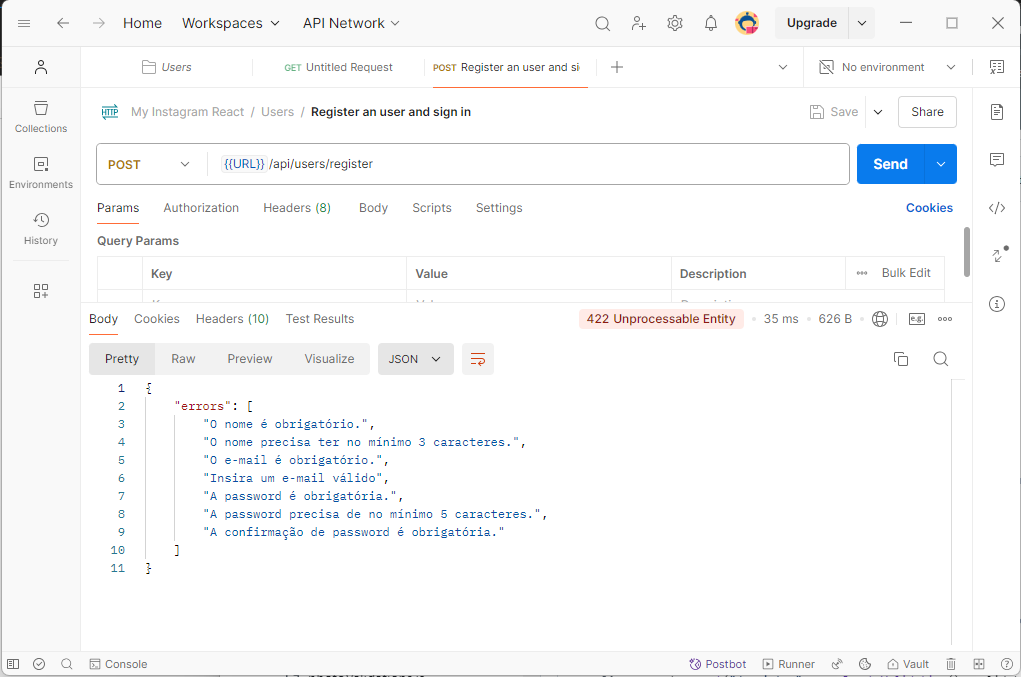 Home Workspaces API Network Upgrade
Users GET Untitled Request POST Register an user and si No environment
HTTP My Instagram React / Users / Register an user and sign in Save Share
POST {{URL}} /api/users/register Send
Params Authorization Headers (8) Body Scripts Settings Cookies
Query Params
Key Value Description Bulk Edit
Body Cookies Headers (10) Test Results 422 Unprocessable Entity 35 ms 626 B e.g.
Pretty Raw Preview Visualize JSON
1 {
2 "errors": [
3 "O nome é obrigatório.",
4 "O nome precisa ter no mínimo 3 caracteres.",
5 "O e-mail é obrigatório.",
6 "Insira um e-mail válido",
7 "A password é obrigatória.",
8 "A password precisa de no mínimo 5 caracteres.",
9 "A confirmação de password é obrigatória."
10 ]
11 }
Collections
Environments
History
Console Postbot Runner Vault